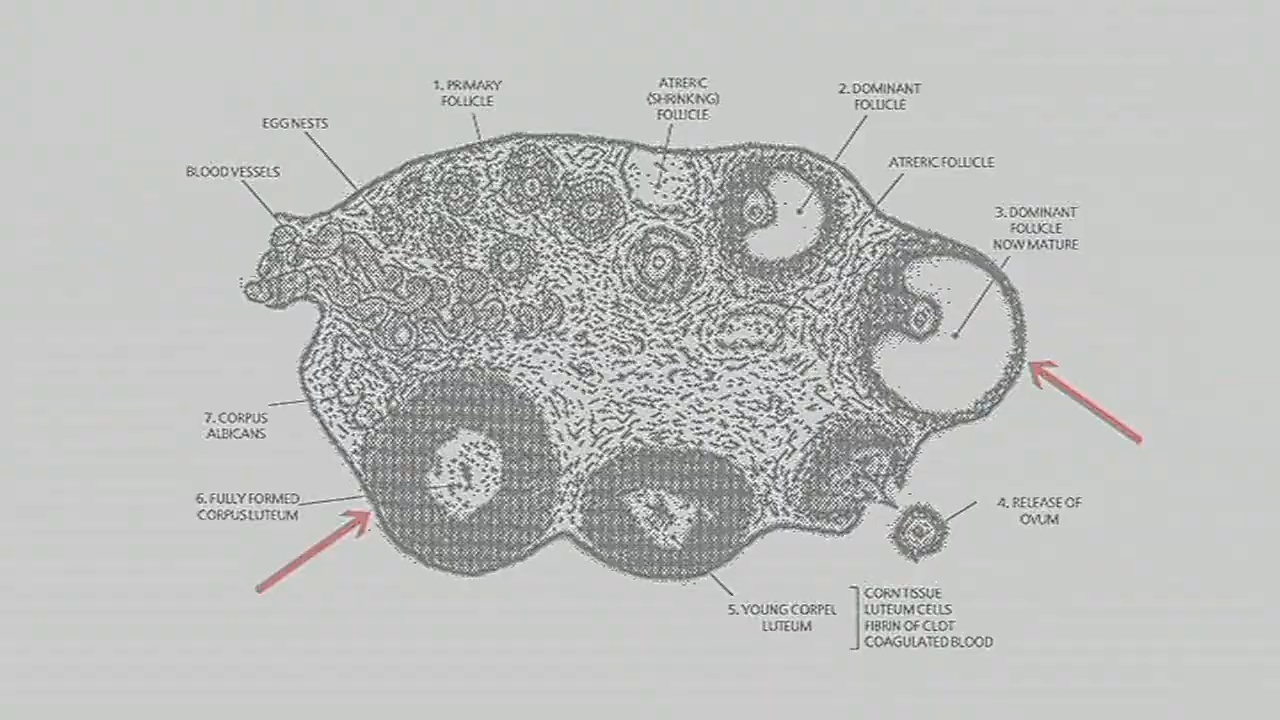 1. PRIMARY
FOLLICLE
ATRERIC
(SHRINKING)
FOLLICLE
2. DOMINANT
FOLLICLE
EGG NESTS
BLOOD VESSELS
ATRERIC FOLLICLE
3. DOMINANT
FOLLICLE
NOW MATURE
7. CORPUS
ALBICANS
6. FULLY FORMED
CORPUS LUTEUM
4. RELEASE OF
OVUM
5. YOUNG CORPEL
LUTEUM
CORN TISSUE
LUTEUM CELLS
FIBRIN OF CLOT
COAGULATED BLOOD